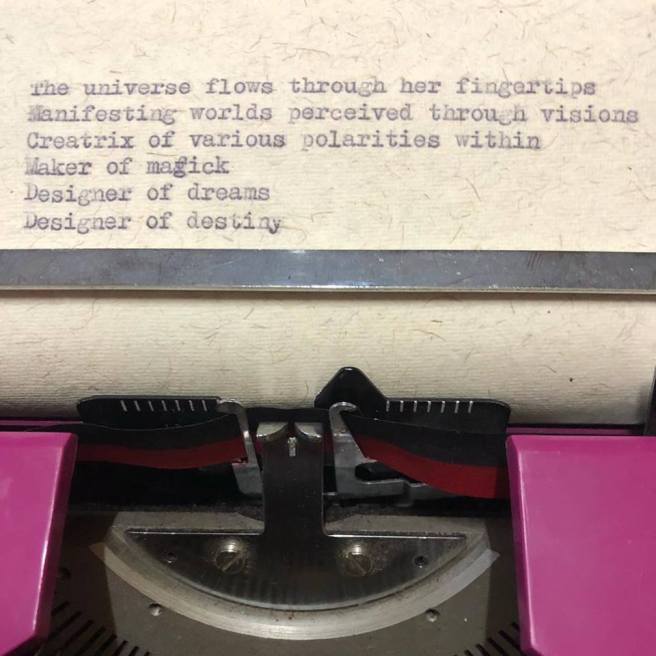 The universe flows through her fingertips
Manifesting worlds perceived through visions
Creatrix of various polarities within
Maker of magick
Designer of dreams
Designer of destiny